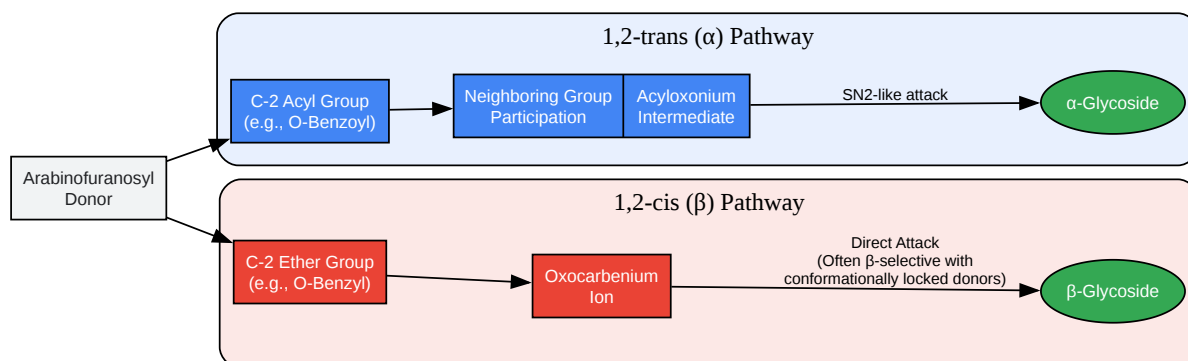 1,2-trans (α) Pathway
C-2 Acyl Group
(e.g., O-Benzoyl)
Neighboring Group
Participation
Acyloxonium
Intermediate
SN2-like attack
α-Glycoside
Arabinofuranosyl
Donor
1,2-cis (β) Pathway
C-2 Ether Group
(e.g., O-Benzyl)
Oxocarbenium
Ion
Direct Attack
(Often β-selective with
conformationally locked donors)
β-Glycoside